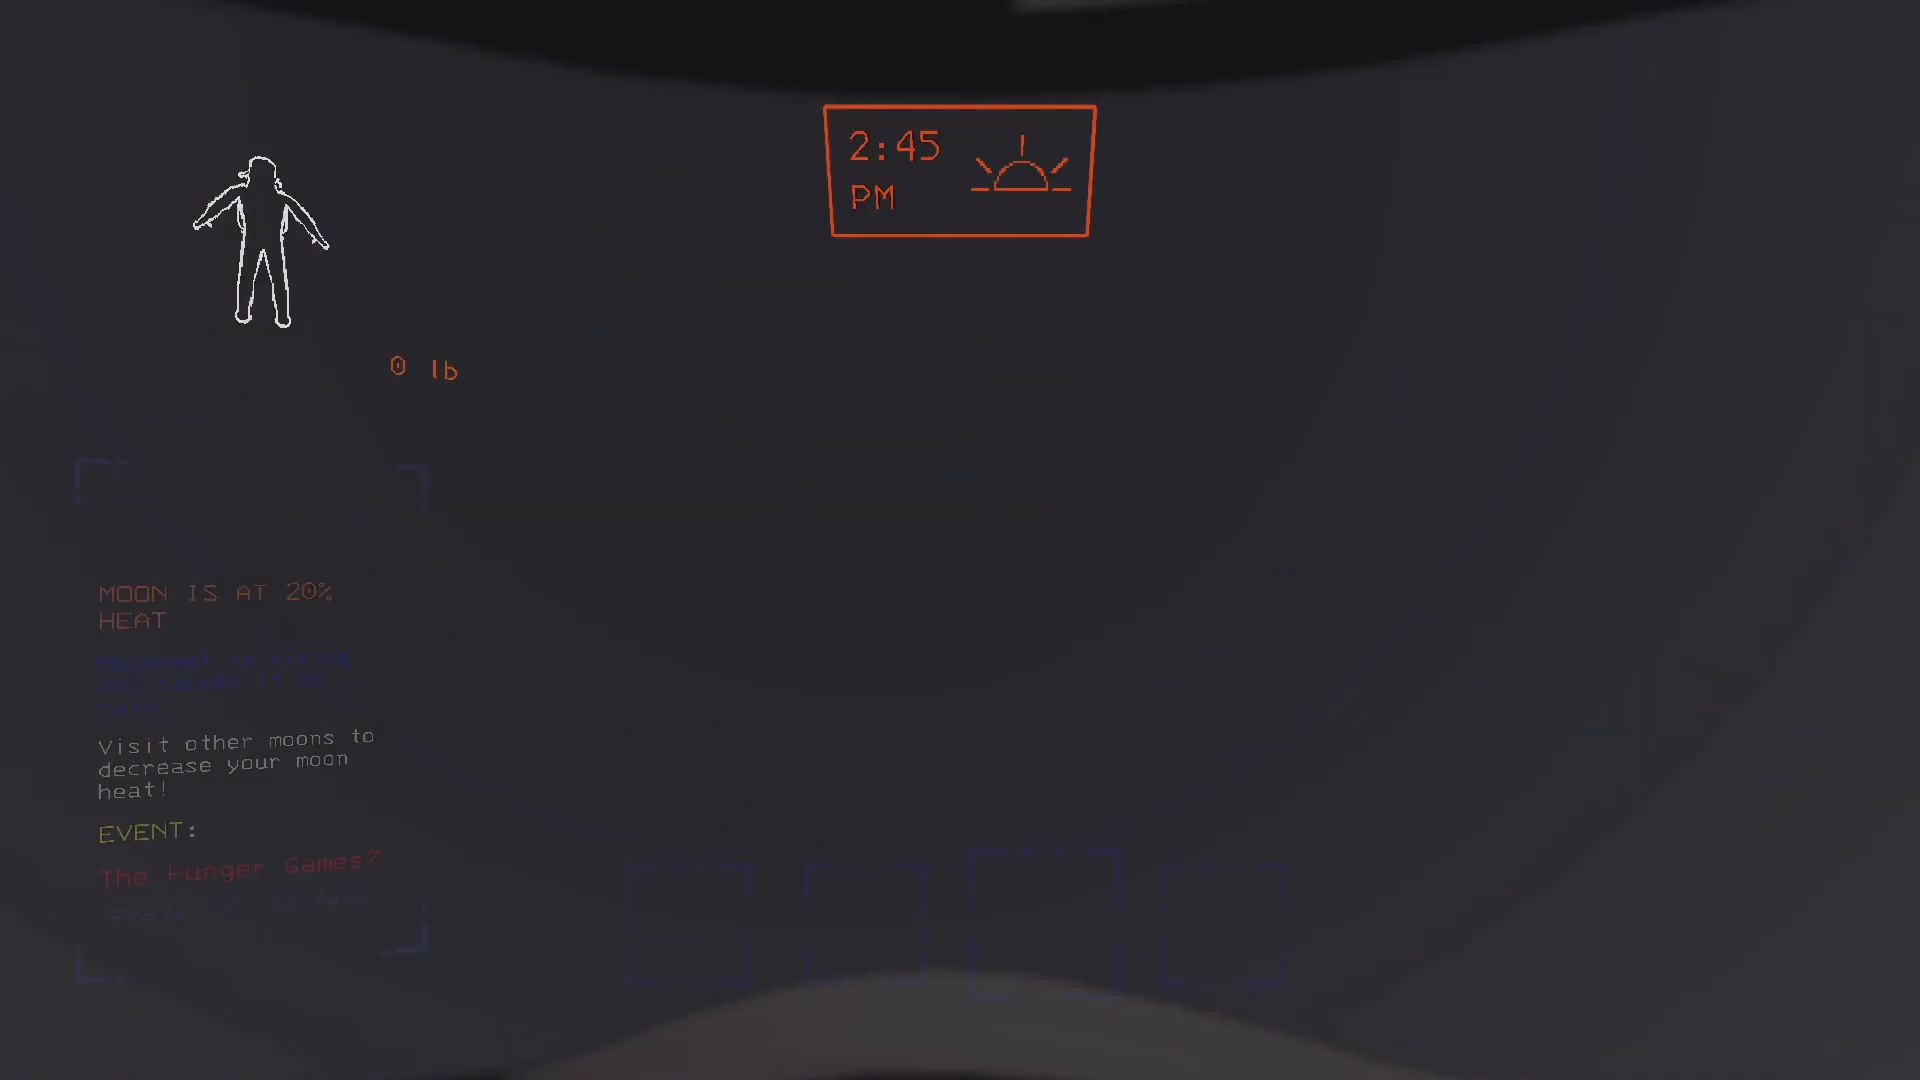 2:45
PM
0 lb
MOON IS AT 20%
HEAT
Visit other moons to
decrease your moon
heat!
EVENT:
The Hunger Games?